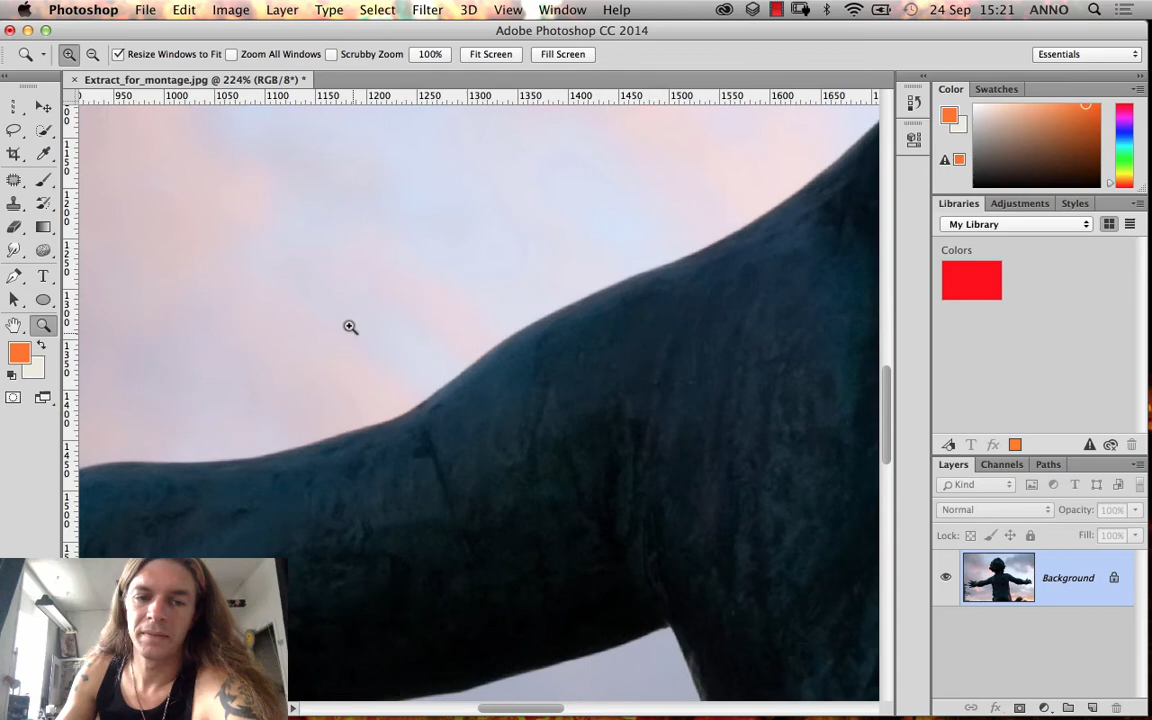 Photoshop File Edit Image Layer Type Select Filter 3D View Window Help 24 Sep 15:21 ANNO
Adobe Photoshop CC 2014
Resize Windows to Fit Zoom All Windows Scrubby Zoom 100% Fit Screen Fill Screen Essentials
Extract_for_montage.jpg @ 224% (RGB/8*) *
950 1000 1050 1100 1150 1200 1250 1300 1350 1400 1450 1500 1550 1600 1650
Color Swatches
Libraries Adjustments Styles
My Library
Colors
Layers Channels Paths
Kind
Normal Opacity: 100%
Lock: Fill: 100%
Background